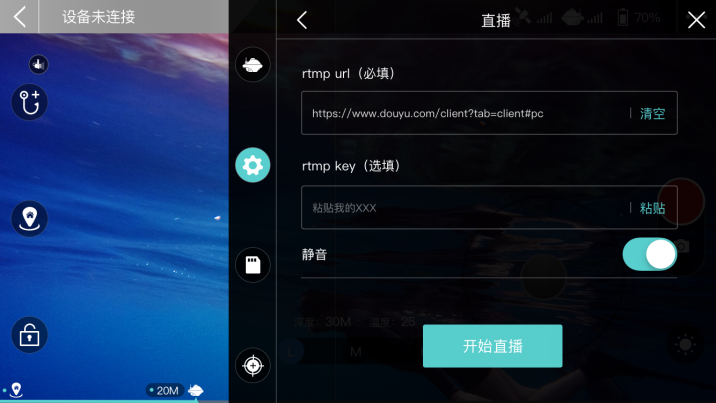 设备未连接
直播
70%
rtmp url（必填）
https://www.douyu.com/client?tab=client#pc
清空
rtmp key（选填）
粘贴我的XXX
粘贴
静音
深度：30M 温度：25
L
M
开始直播
20M